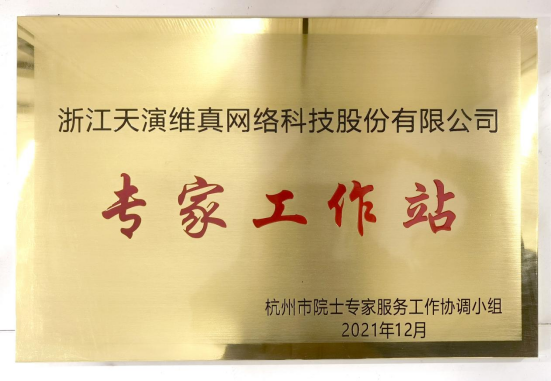 浙江天演维真网络科技股份有限公司
专家工作站
杭州市院士专家服务工作协调小组
2021年12月